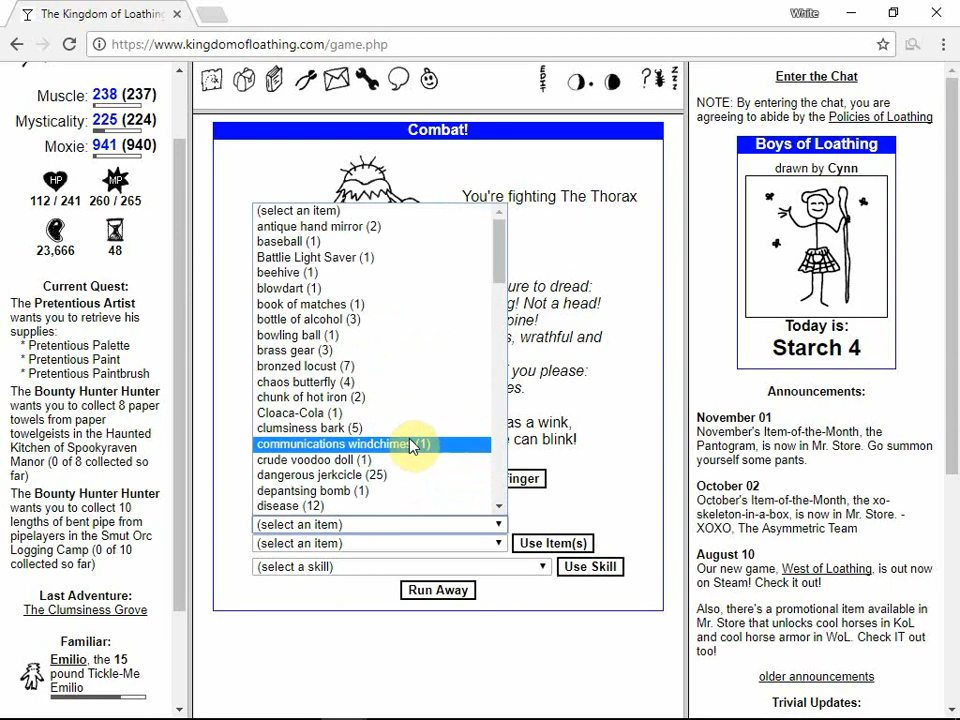 The Kingdom of Loathing
White
https://www.kingdomofloathing.com/game.php
Muscle: 238 (237)
Mysticality: 225 (224)
Moxie: 941 (940)
HP
MP
112 / 241
260 / 265
23,666
48
Current Quest:
The Pretentious Artist
wants you to retrieve his
supplies:
* Pretentious Palette
* Pretentious Paint
* Pretentious Paintbrush
The Bounty Hunter Hunter
wants you to collect 8 paper
towels from paper
towelgeists in the Haunted
Kitchen of Spookyraven
Manor (0 of 8 collected so
far)
The Bounty Hunter Hunter
wants you to collect 10
lengths of bent pipe from
pipelayers in the Smut Orc
Logging Camp (0 of 10
collected so far)
Last Adventure:
The Clumsiness Grove
Familiar:
Emilio, the 15
pound Tickle-Me
Emilio
EDIT
?
ZZZ
Combat!
You're fighting The Thorax
ure to dread:
g! Not a head!
pine!
s, wrathful and
f you please:
es.
as a wink,
e can blink!
finger
(select an item)
antique hand mirror (2)
baseball (1)
Battlie Light Saver (1)
beehive (1)
blowdart (1)
book of matches (1)
bottle of alcohol (3)
bowling ball (1)
brass gear (3)
bronzed locust (7)
chaos butterfly (4)
chunk of hot iron (2)
Cloaca-Cola (1)
clumsiness bark (5)
communications windchimes (1)
crude voodoo doll (1)
dangerous jerkcicle (25)
depantsing bomb (1)
disease (12)
(select an item)
(select an item)
Use Item(s)
(select a skill)
Use Skill
Run Away
Enter the Chat
NOTE: By entering the chat, you are
agreeing to abide by the Policies of Loathing
Boys of Loathing
drawn by Cynn
Today is:
Starch 4
Announcements:
November 01
November's Item-of-the-Month, the
Pantogram, is now in Mr. Store. Go summon
yourself some pants.
October 02
October's Item-of-the-Month, the xo-
skeleton-in-a-box, is now in Mr. Store. -
XOXO, The Asymmetric Team
August 10
Our new game, West of Loathing, is out now
on Steam! Check it out!
Also, there's a promotional item available in
Mr. Store that unlocks cool horses in KoL
and cool horse armor in WoL. Check IT out
too!
older announcements
Trivial Updates: